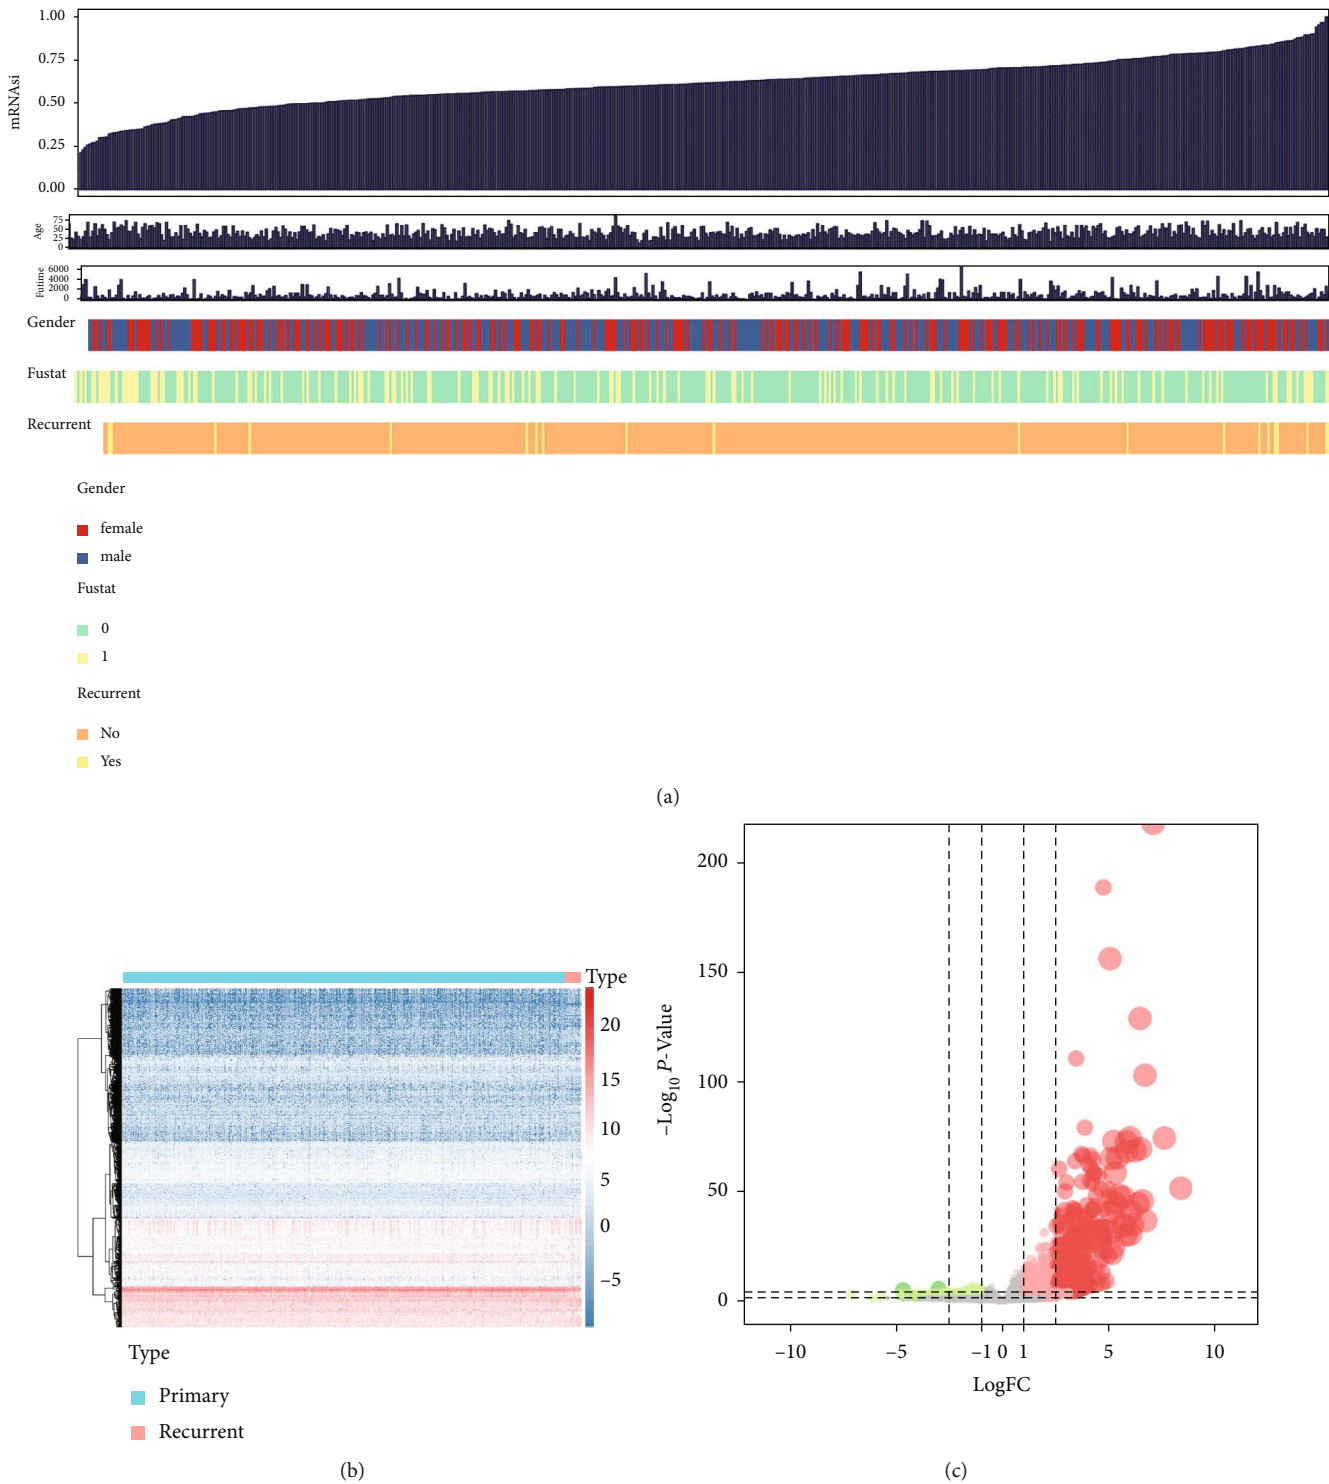 1.00
0.75
0.50
0.25
0.00
mRNAsi
75
50
25
0
Age
6000
4000
2000
0
Futime
Gender
Fustat
Recurrent
Gender
female
male
Fustat
0
1
Recurrent
No
Yes
(a)
Type
20
15
10
5
0
−5
Type
Primary
Recurrent
(b)
200
150
100
50
0
−Log10 P-Value
−10 −5 −1 0 1 5 10
LogFC
(c)